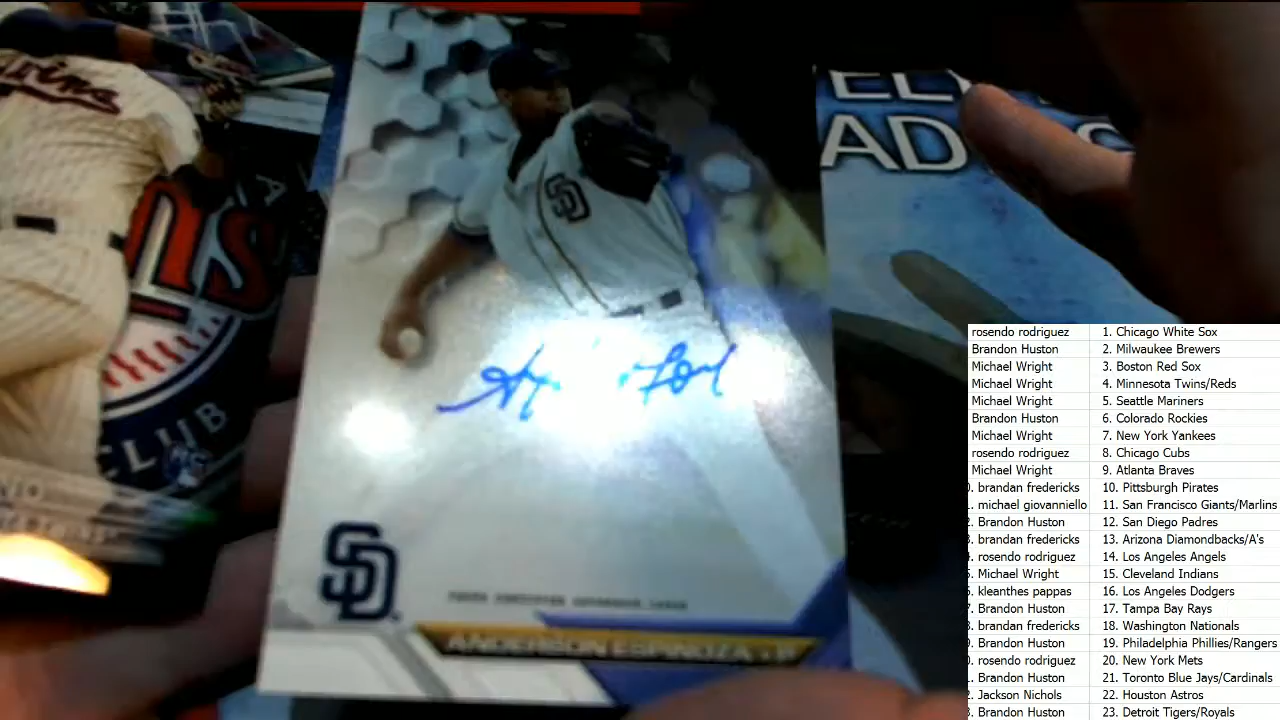 SD
SD
ANDERSON ESPINOZA • P
CLUB
AD
rosendo rodriguez 1. Chicago White Sox
Brandon Huston 2. Milwaukee Brewers
Michael Wright 3. Boston Red Sox
Michael Wright 4. Minnesota Twins/Reds
Michael Wright 5. Seattle Mariners
Brandon Huston 6. Colorado Rockies
Michael Wright 7. New York Yankees
rosendo rodriguez 8. Chicago Cubs
Michael Wright 9. Atlanta Braves
brandan fredericks 10. Pittsburgh Pirates
michael giovanniello 11. San Francisco Giants/Marlins
Brandon Huston 12. San Diego Padres
brandan fredericks 13. Arizona Diamondbacks/A's
rosendo rodriguez 14. Los Angeles Angels
Michael Wright 15. Cleveland Indians
kleanthes pappas 16. Los Angeles Dodgers
Brandon Huston 17. Tampa Bay Rays
brandan fredericks 18. Washington Nationals
Brandon Huston 19. Philadelphia Phillies/Rangers
rosendo rodriguez 20. New York Mets
Brandon Huston 21. Toronto Blue Jays/Cardinals
Jackson Nichols 22. Houston Astros
Brandon Huston 23. Detroit Tigers/Royals